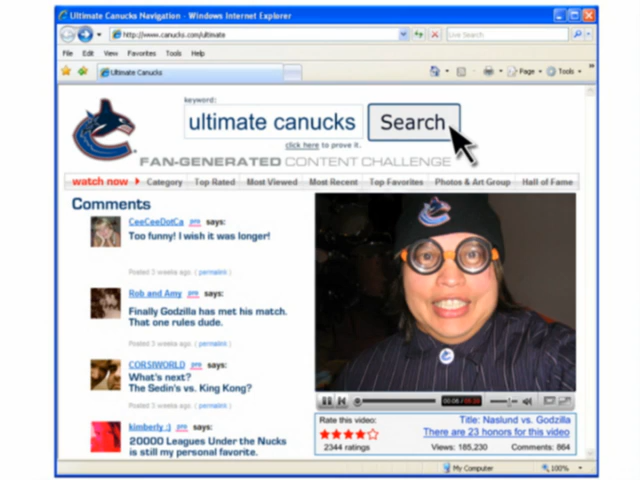 Ultimate Canucks Navigation - Windows Internet Explorer
http://www.canucks.com/ultimate
Live Search
File Edit View Favorites Tools Help
Ultimate Canucks
Page Tools
keyword:
ultimate canucks Search
click here to prove it.
FAN-GENERATED CONTENT CHALLENGE
watch now Category Top Rated Most Viewed Most Recent Top Favorites Photos & Art Group Hall of Fame
Comments
CeeCeeDotCa pro says:
Too funny! I wish it was longer!
Posted 3 weeks ago. ( permalink )
Rob and Amy pro says:
Finally Godzilla has met his match.
That one rules dude.
Posted 3 weeks ago. ( permalink )
CORSIWORLD pro says:
What's next?
The Sedin's vs. King Kong?
Posted 3 weeks ago. ( permalink )
kimberly ;) pro says:
20000 Leagues Under the Nucks
is still my personal favorite.
Rate this video:
2344 ratings
Title: Naslund vs. Godzilla
There are 23 honors for this video
Views: 185,230 Comments: 864
My Computer 100%